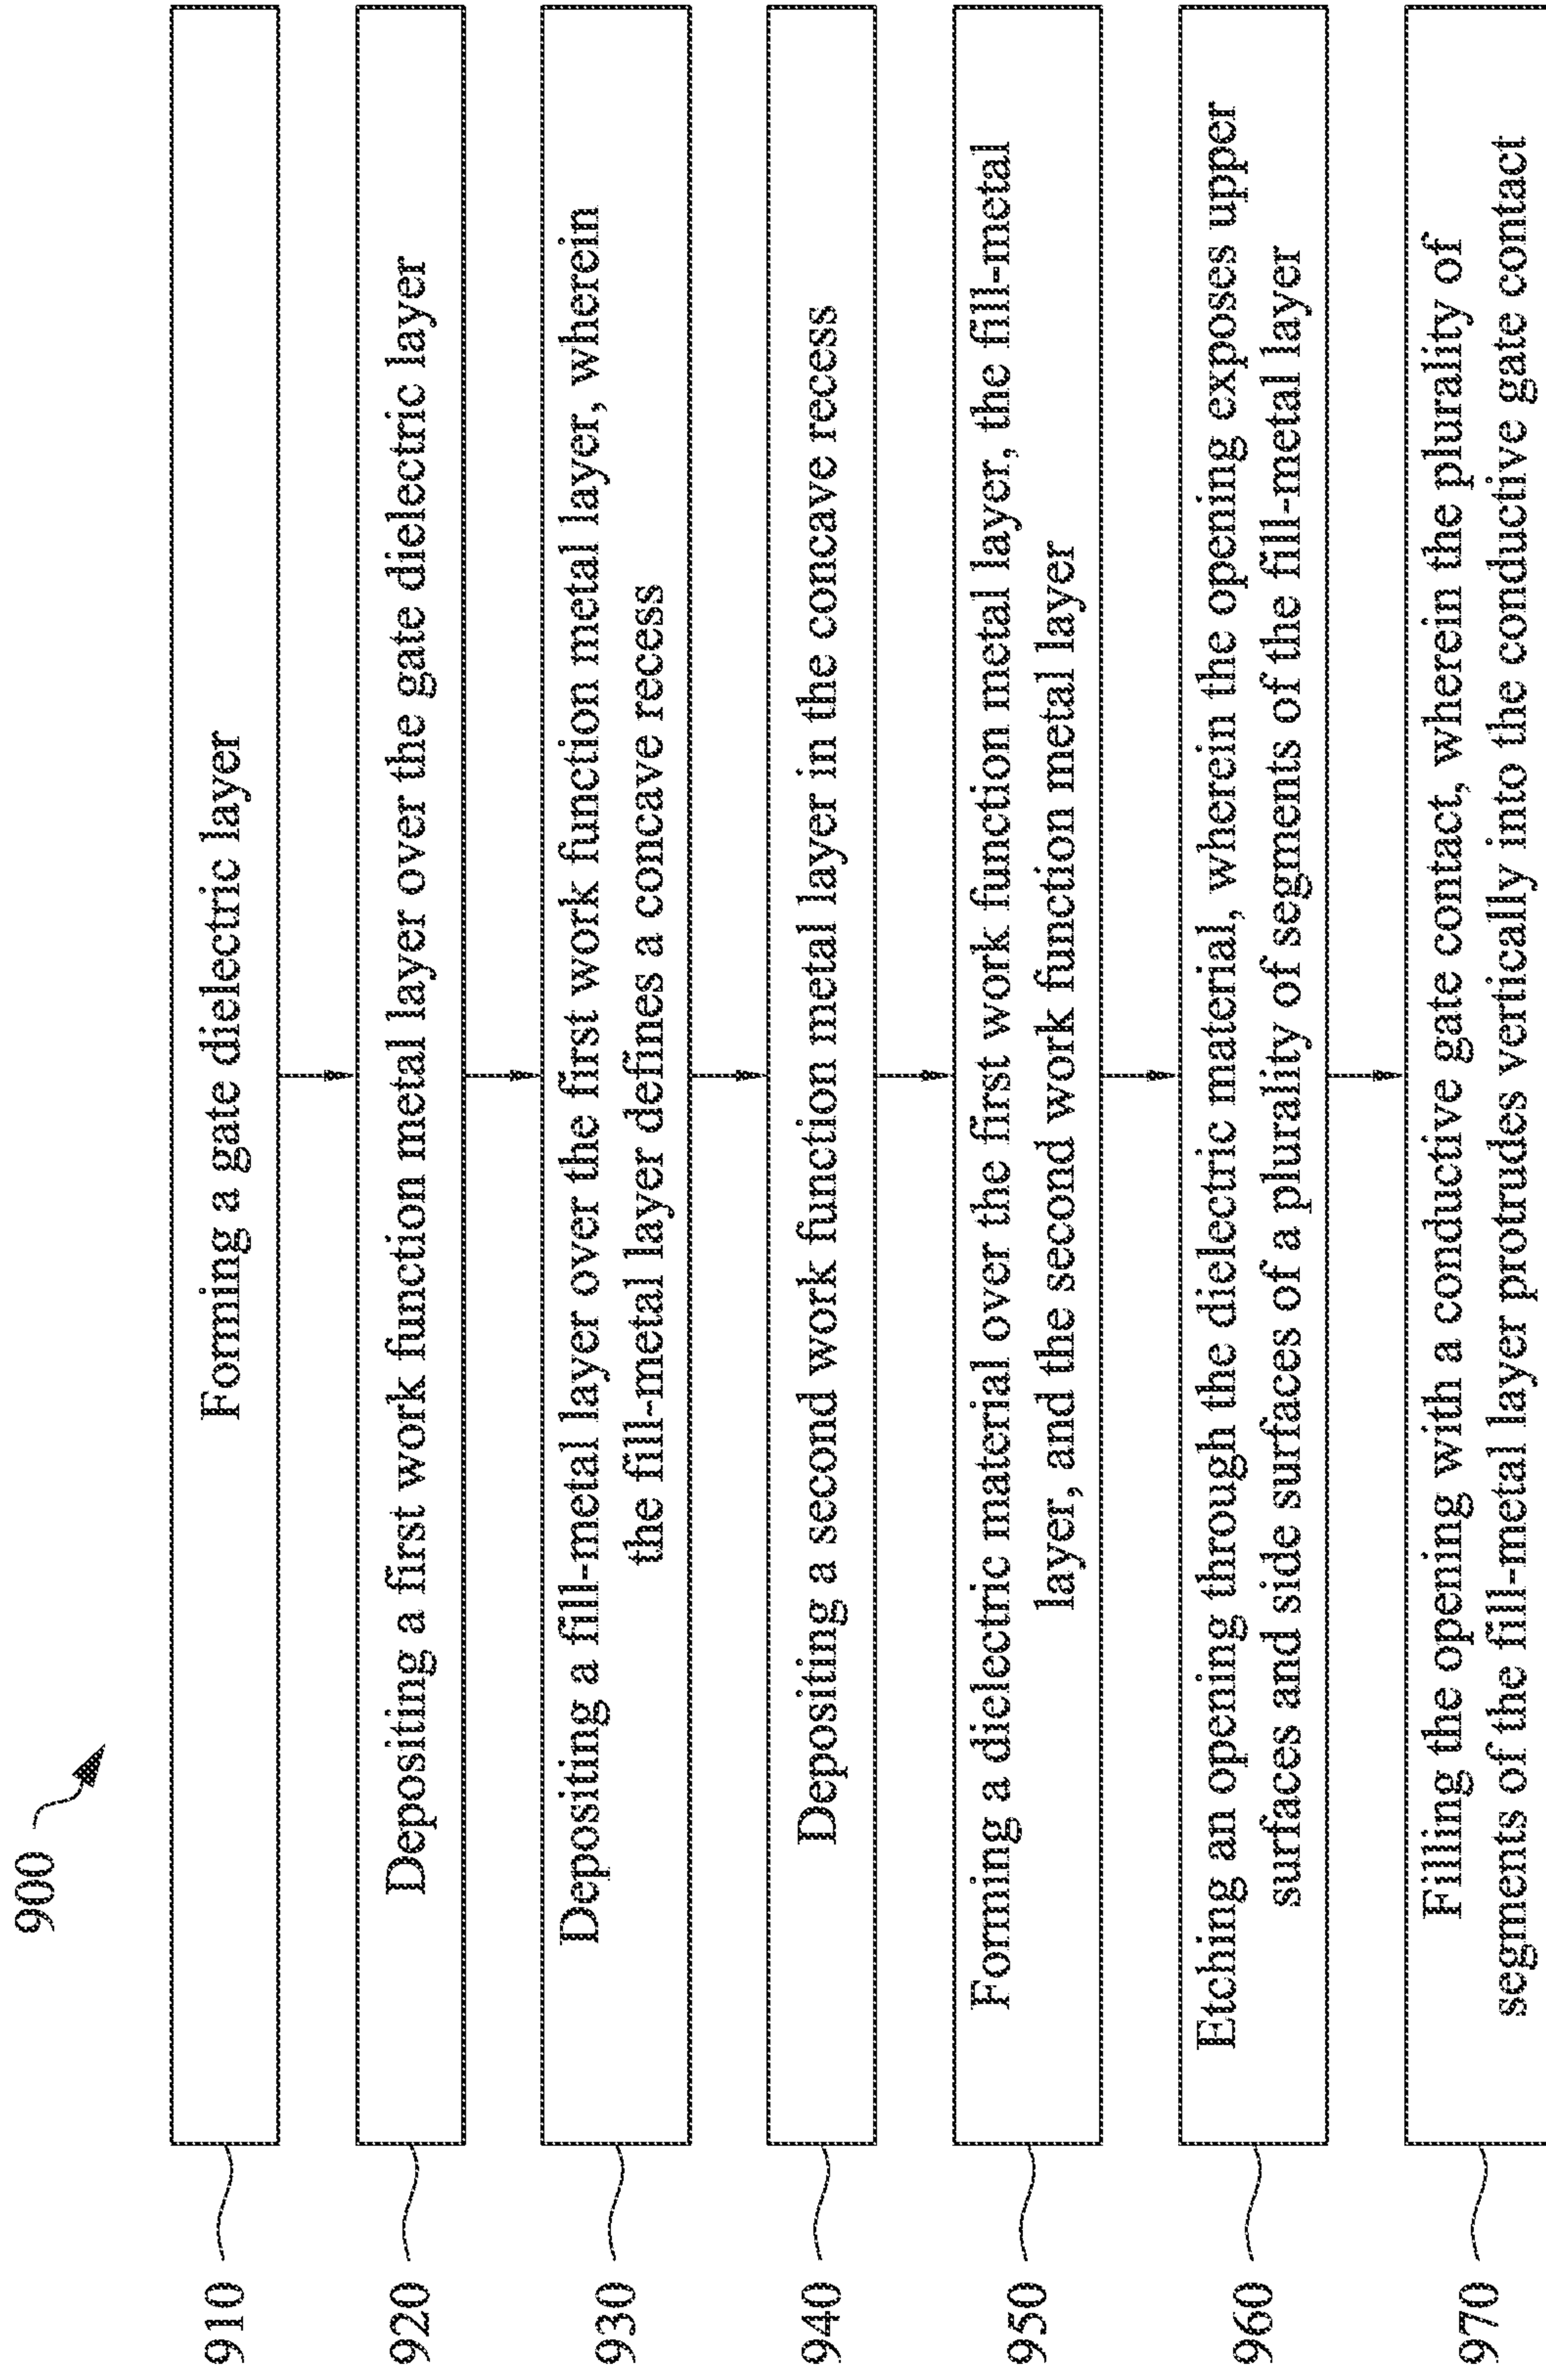 900
910
Forming a gate dielectric layer
920
Depositing a first work function metal layer over the gate dielectric layer
930
Depositing a fill-metal layer over the first work function metal layer, wherein
the fill-metal layer defines a concave recess
940
Depositing a second work function metal layer in the concave recess
950
Forming a dielectric material over the first work function metal layer, the fill-metal
layer, and the second work function metal layer
960
Etching an opening through the dielectric material, wherein the opening exposes upper
surfaces and side surfaces of a plurality of segments of the fill-metal layer
970
Filling the opening with a conductive gate contact, wherein the plurality of
segments of the fill-metal layer protrudes vertically into the conductive gate contact